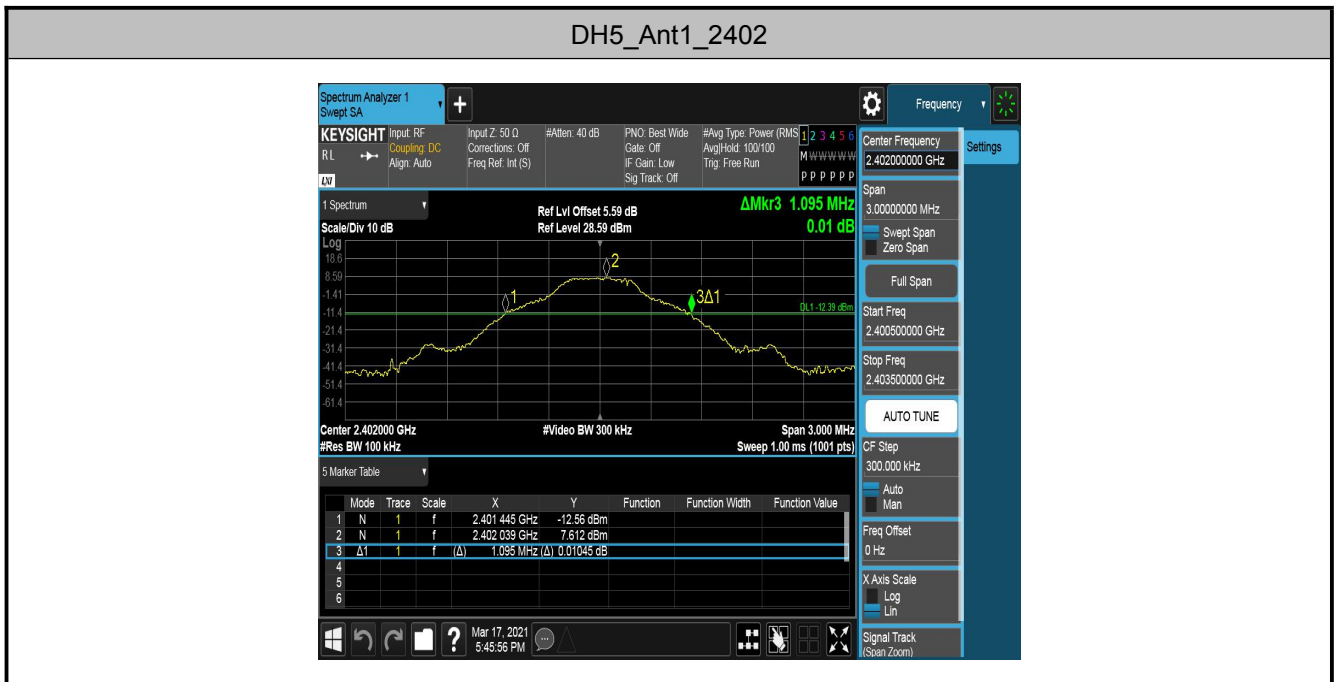 DH5_Ant1_2402
Spectrum Analyzer 1
Swept SA
+
Frequency
KEYSIGHT
RL
LXI
Input: RF
Coupling: DC
Align: Auto
Input Z: 50 Ω
Corrections: Off
Freq Ref: Int (S)
#Atten: 40 dB
PNO: Best Wide
Gate: Off
IF Gain: Low
Sig Track: Off
#Avg Type: Power (RMS
Avg|Hold: 100/100
Trig: Free Run
1 2 3 4 5 6
M W W W W W
P P P P P P
1 Spectrum
Scale/Div 10 dB
Ref Lvl Offset 5.59 dB
Ref Level 28.59 dBm
ΔMkr3 1.095 MHz
0.01 dB
Log
18.6
8.59
-1.41
-11.4
-21.4
-31.4
-41.4
-51.4
-61.4
1
2
3Δ1
DL1 -12.39 dBm
Center 2.402000 GHz
#Video BW 300 kHz
Span 3.000 MHz
#Res BW 100 kHz
Sweep 1.00 ms (1001 pts)
5 Marker Table
Mode Trace Scale X Y Function Function Width Function Value
1 N 1 f 2.401 445 GHz -12.56 dBm
2 N 1 f 2.402 039 GHz 7.612 dBm
3 Δ1 1 f (Δ) 1.095 MHz (Δ) 0.01045 dB
4
5
6
?
Mar 17, 2021
5:45:56 PM
Center Frequency
2.402000000 GHz
Settings
Span
3.00000000 MHz
Swept Span
Zero Span
Full Span
Start Freq
2.400500000 GHz
Stop Freq
2.403500000 GHz
AUTO TUNE
CF Step
300.000 kHz
Auto
Man
Freq Offset
0 Hz
X Axis Scale
Log
Lin
Signal Track
(Span Zoom)